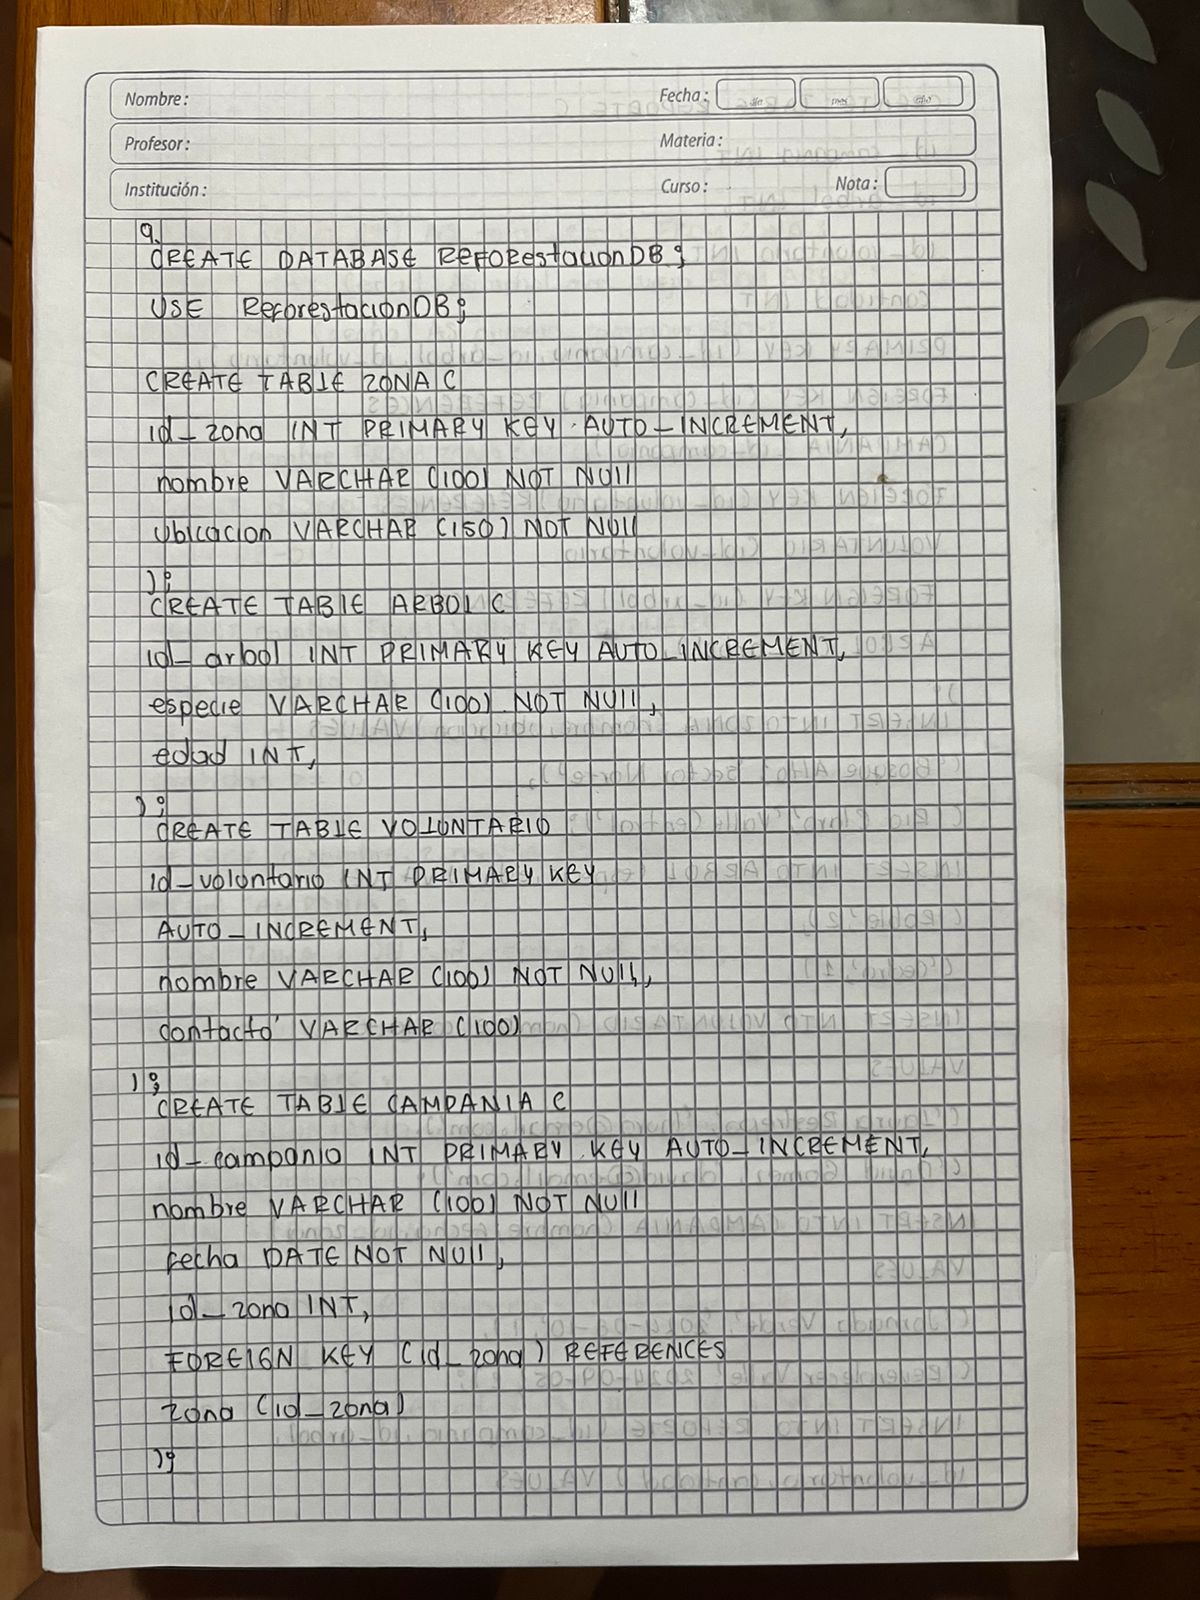 Nombre:
Fecha:
Profesor:
Materia:
Institución:
Curso:
Nota:
9.
CREATE DATABASE REFORestacionDB;
USE ReforestacionDB;
CREATE TABLE ZONA (
id_zona INT PRIMARY KEY AUTO_INCREMENT,
nombre VARCHAR (100) NOT NULL
ubicacion VARCHAR (150) NOT NULL
);
CREATE TABLE ARBOL (
id_arbol INT PRIMARY KEY AUTO_INCREMENT,
especie VARCHAR (100) NOT NULL,
edad INT,
);
CREATE TABLE VOLUNTARIO
id_voluntario INT PRIMARY KEY
AUTO_INCREMENT,
nombre VARCHAR (100) NOT NULL,
contacto VARCHAR (100)
);
CREATE TABLE CAMPANIA (
id_campania INT PRIMARY KEY AUTO_INCREMENT,
nombre VARCHAR (100) NOT NULL
fecha DATE NOT NULL,
id_zona INT,
FOREIGN KEY (id_zona) REFERENCES
zona (id_zona)
);